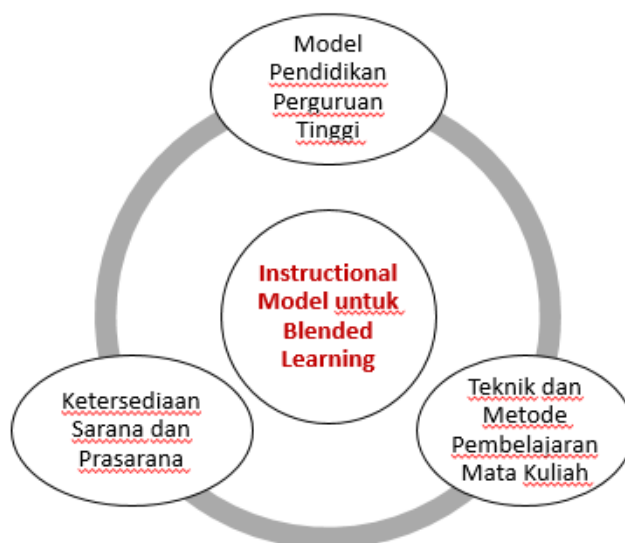 Model
Pendidikan
Perguruan
Tinggi
Instructional
Model untuk
Blended
Learning
Ketersediaan
Sarana dan
Prasarana
Teknik dan
Metode
Pembelajaran
Mata Kuliah